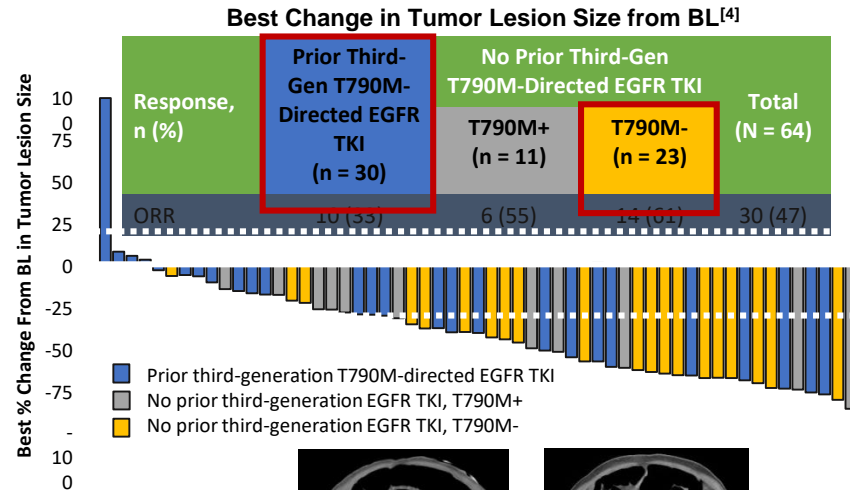 Best Change in Tumor Lesion Size from BL[4]
Best % Change From BL in Tumor Lesion Size
10
0
75
50
25
0
-25
-50
-75
-
10
0
Response,
n (%)
Prior Third-
Gen T790M-
Directed EGFR
TKI
(n = 30)
No Prior Third-Gen
T790M-Directed EGFR TKI
T790M+
(n = 11)
T790M-
(n = 23)
Total
(N = 64)
ORR 10 (33) 6 (55) 14 (61) 30 (47)
Prior third-generation T790M-directed EGFR TKI
No prior third-generation EGFR TKI, T790M+
No prior third-generation EGFR TKI, T790M-